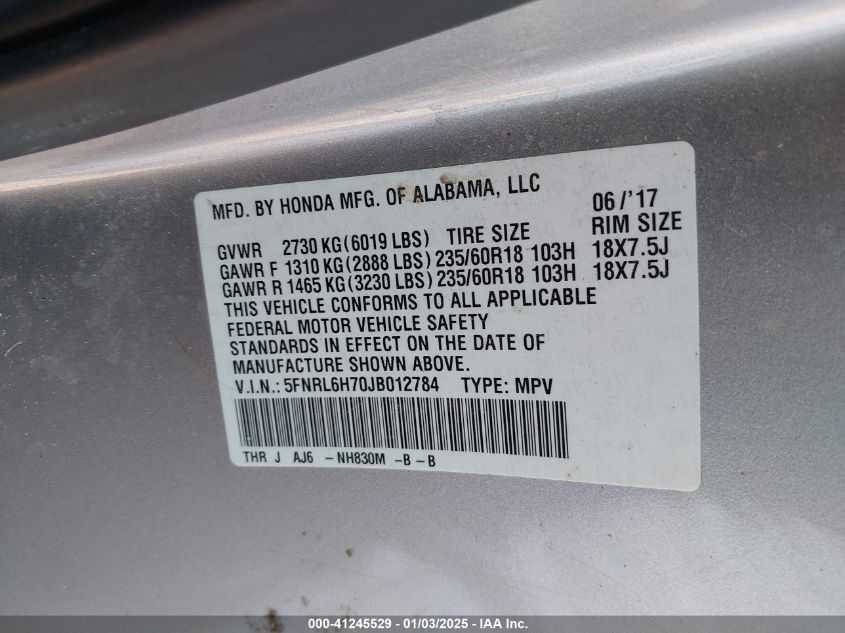 MFD. BY HONDA MFG. OF ALABAMA, LLC 06/'17
GVWR 2730 KG(6019 LBS) TIRE SIZE RIM SIZE
GAWR F 1310 KG(2888 LBS) 235/60R18 103H 18X7.5J
GAWR R 1465 KG(3230 LBS) 235/60R18 103H 18X7.5J
THIS VEHICLE CONFORMS TO ALL APPLICABLE
FEDERAL MOTOR VEHICLE SAFETY
STANDARDS IN EFFECT ON THE DATE OF
MANUFACTURE SHOWN ABOVE.
V.I.N.: 5FNRL6H70JB012784 TYPE: MPV
THR J AJ6 -NH830M -B -B
000-41245529 - 01/03/2025 - IAA Inc.